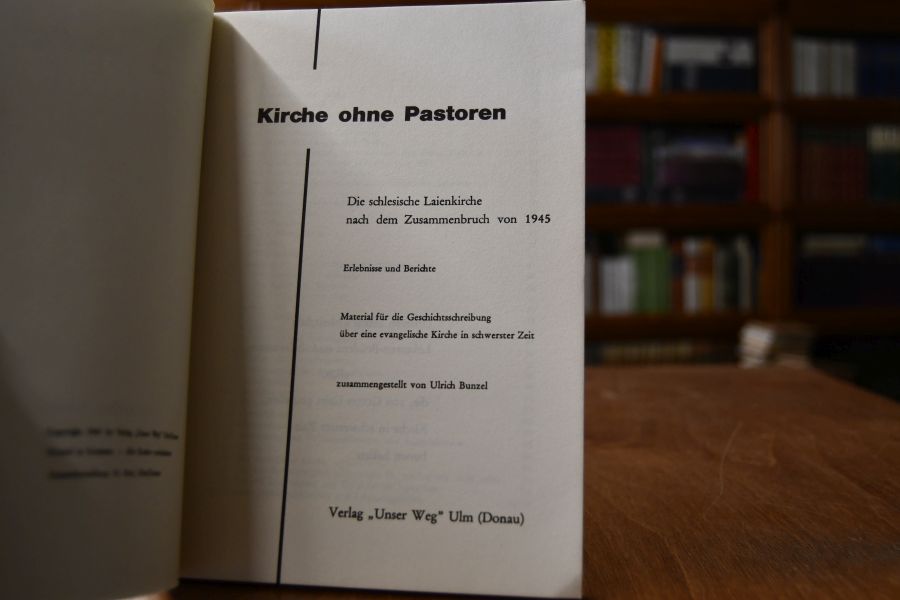 Kirche ohne Pastoren
Die schlesische Laienkirche
nach dem Zusammenbruch von 1945
Erlebnisse und Berichte
Material für die Geschichtsschreibung
über eine evangelische Kirche in schwerster Zeit
zusammengestellt von Ulrich Bunzel
Verlag „Unser Weg" Ulm (Donau)